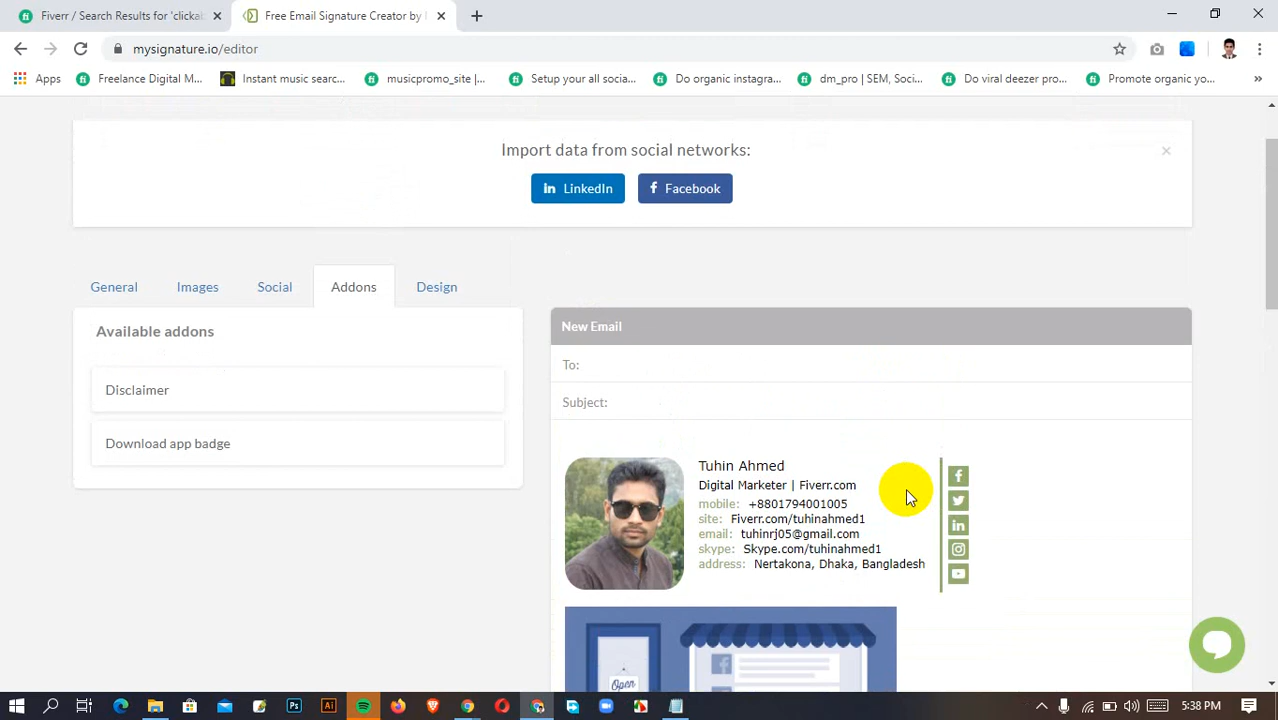 Fiverr / Search Results for 'clickal
Free Email Signature Creator by
mysignature.io/editor
Apps
Freelance Digital M...
Instant music searc...
musicpromo_site |...
Setup your all socia...
Do organic instagra...
dm_pro | SEM, Soci...
Do viral deezer pro...
Promote organic yo...
Import data from social networks:
LinkedIn
Facebook
General
Images
Social
Addons
Design
Available addons
Disclaimer
Download app badge
New Email
To:
Subject:
Tuhin Ahmed
Digital Marketer | Fiverr.com
mobile: +8801794001005
site: Fiverr.com/tuhinahmed1
email: tuhinrj05@gmail.com
skype: Skype.com/tuhinahmed1
address: Nertakona, Dhaka, Bangladesh
Open
5:38 PM